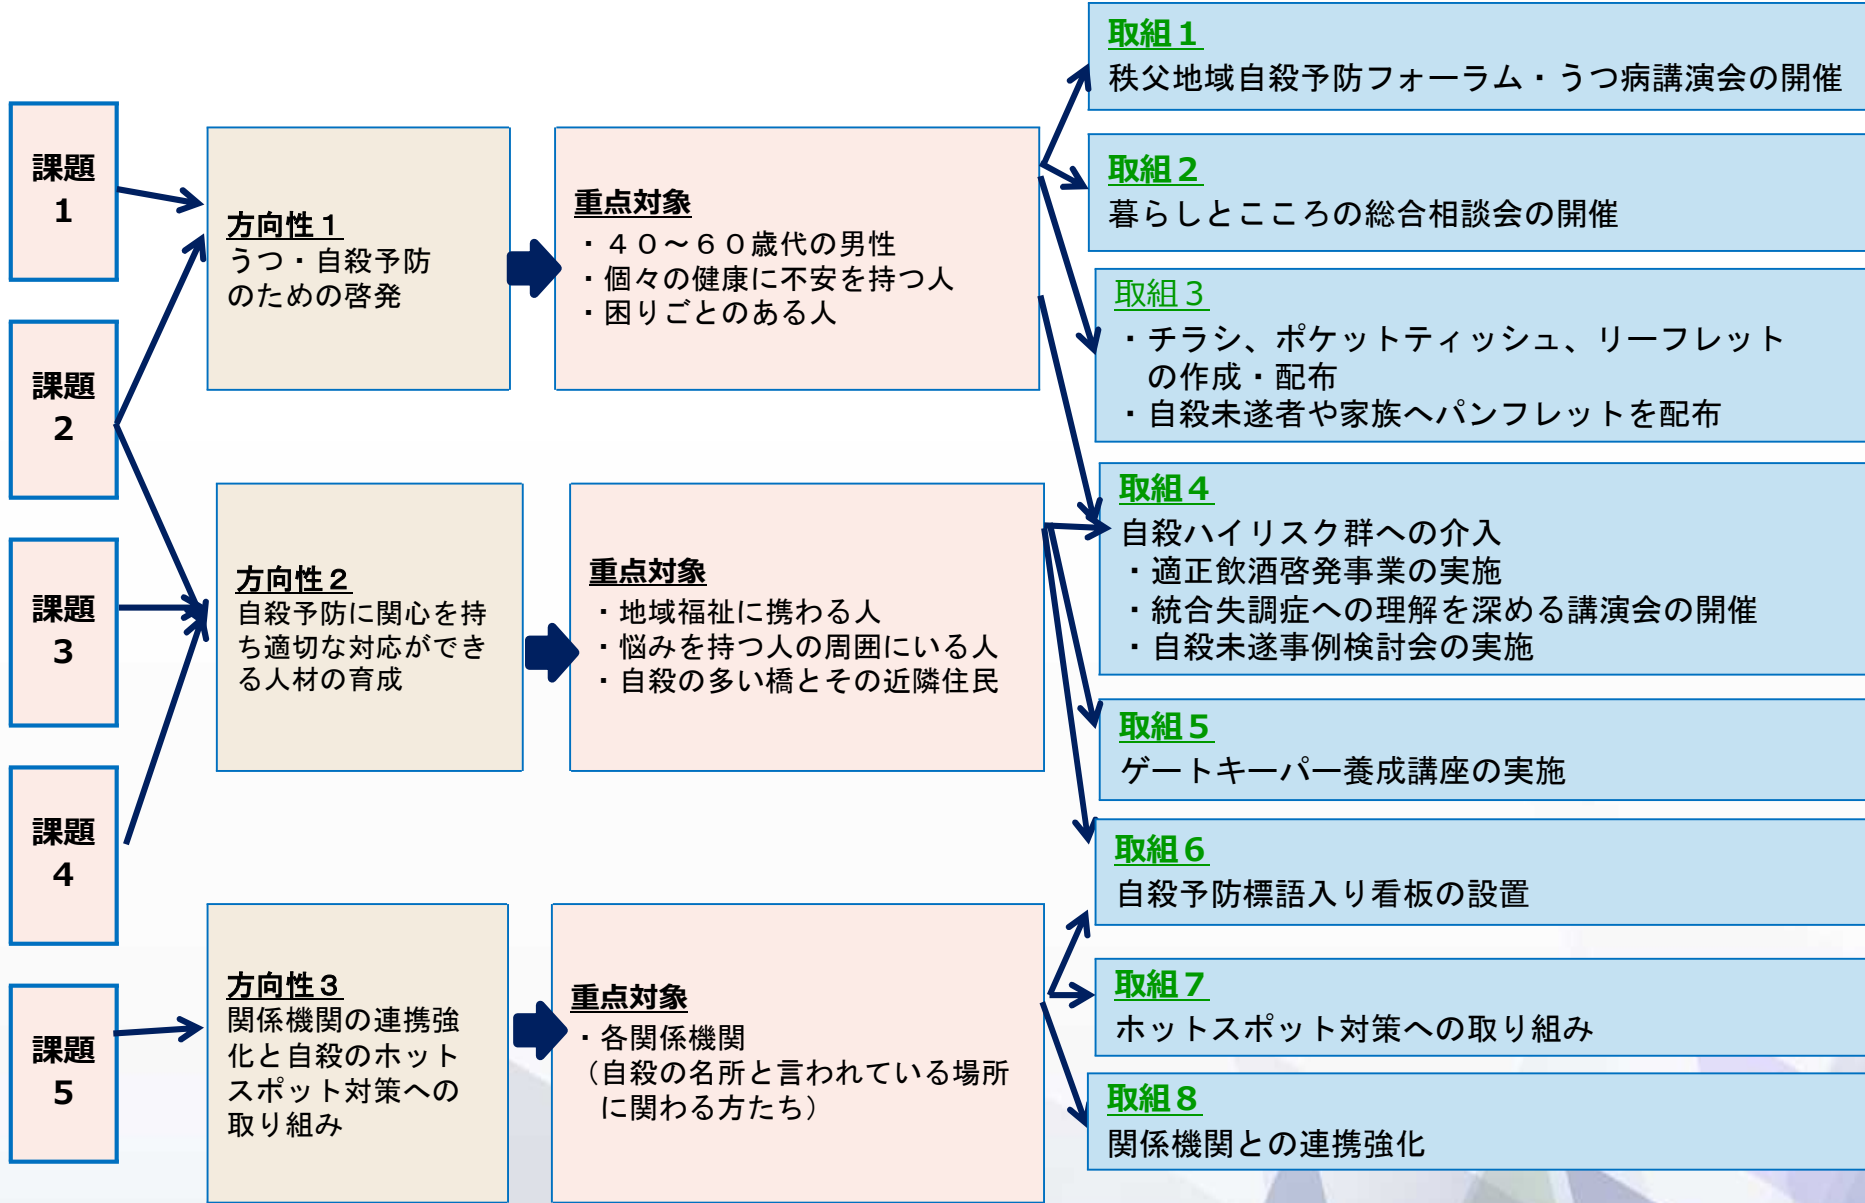 課題
1
課題
2
課題
3
課題
4
課題
5
方向性１
うつ・自殺予防
のための啓発
方向性２
自殺予防に関心を持
ち適切な対応ができ
る人材の育成
方向性３
関係機関の連携強
化と自殺のホット
スポット対策への
取り組み
重点対象
・４０～６０歳代の男性
・個々の健康に不安を持つ人
・困りごとのある人
重点対象
・地域福祉に携わる人
・悩みを持つ人の周囲にいる人
・自殺の多い橋とその近隣住民
重点対象
・各関係機関
（自殺の名所と言われている場所
に関わる方たち）
取組１
秩父地域自殺予防フォーラム・うつ病講演会の開催
取組２
暮らしとこころの総合相談会の開催
取組３
・チラシ、ポケットティッシュ、リーフレット
の作成・配布
・自殺未遂者や家族へパンフレットを配布
取組４
自殺ハイリスク群への介入
・適正飲酒啓発事業の実施
・統合失調症への理解を深める講演会の開催
・自殺未遂事例検討会の実施
取組５
ゲートキーパー養成講座の実施
取組６
自殺予防標語入り看板の設置
取組７
ホットスポット対策への取り組み
取組８
関係機関との連携強化